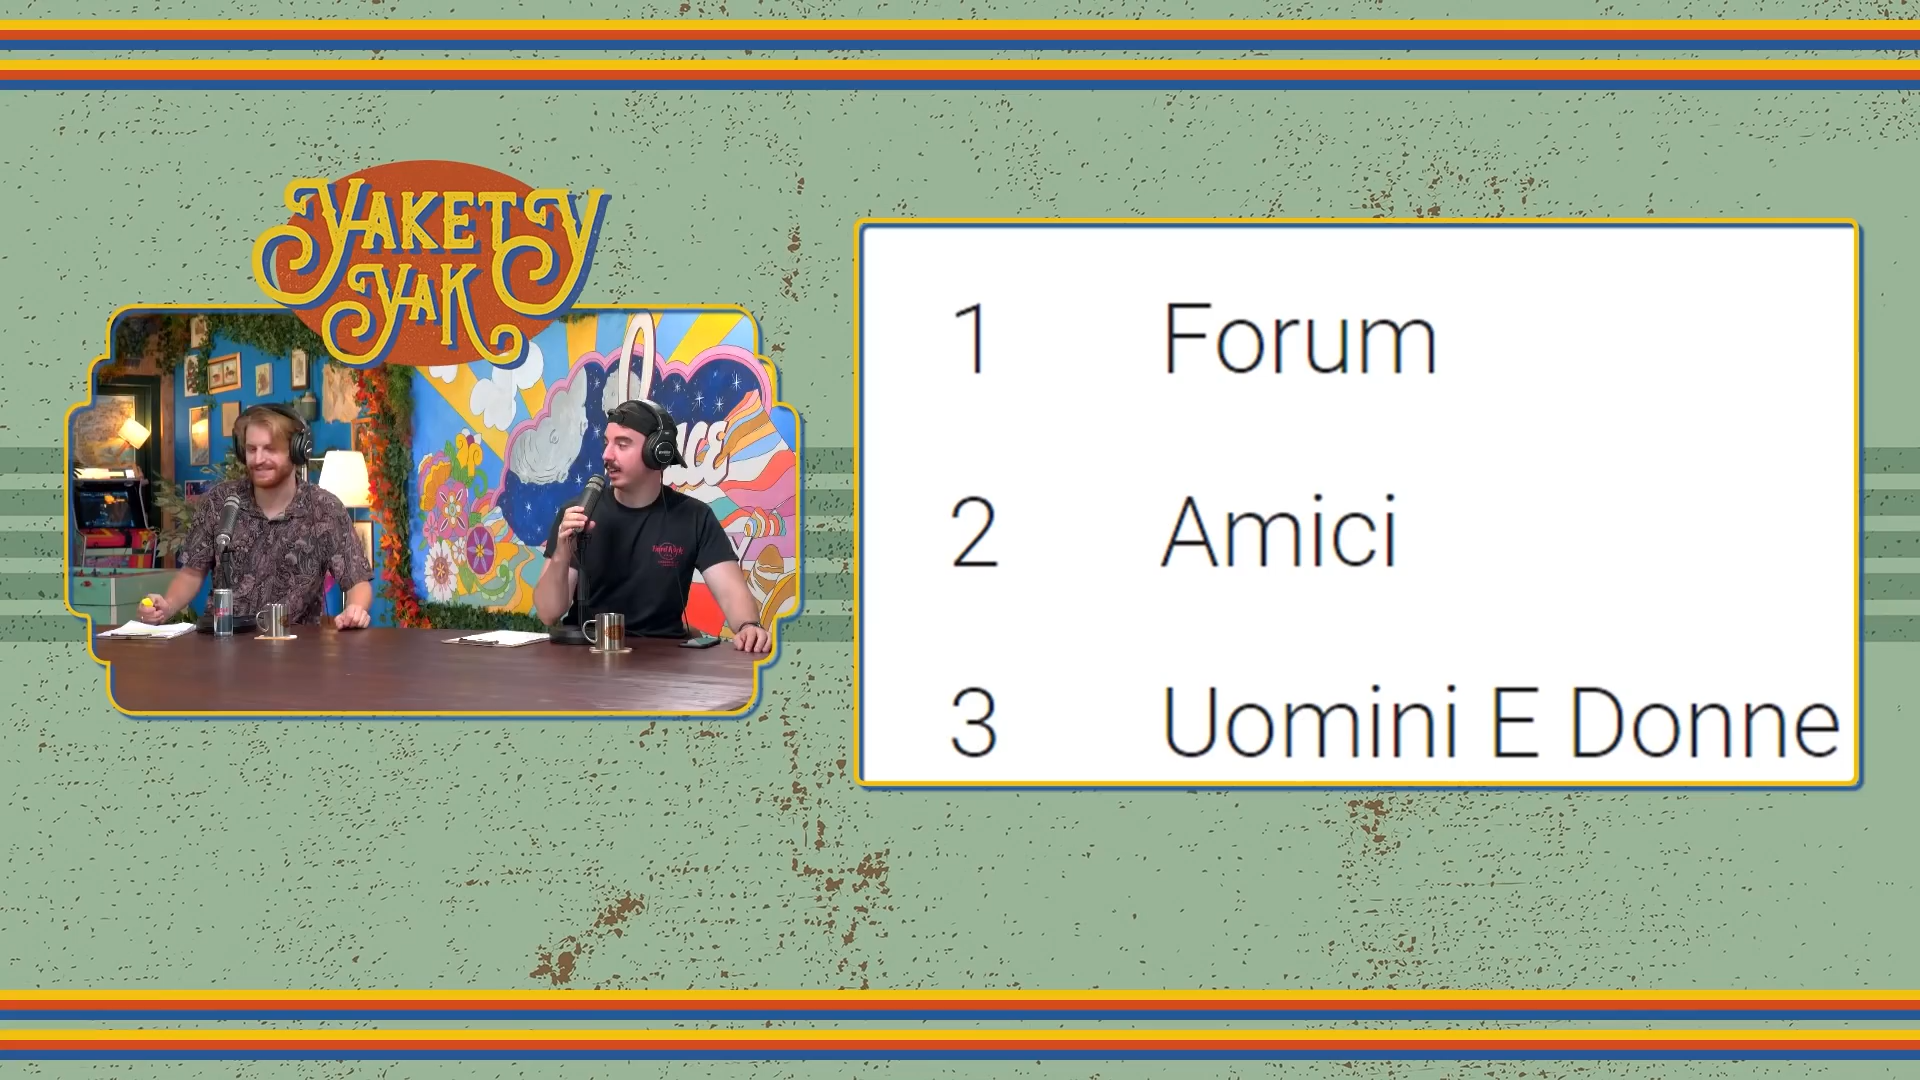 YAKETY
YAK
1 Forum
2 Amici
3 Uomini E Donne